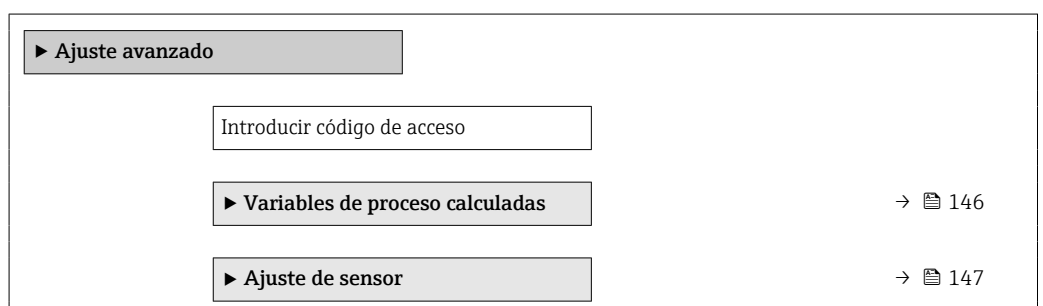 ▶ Ajuste avanzado
Introducir código de acceso
▶ Variables de proceso calculadas → 146
▶ Ajuste de sensor → 147